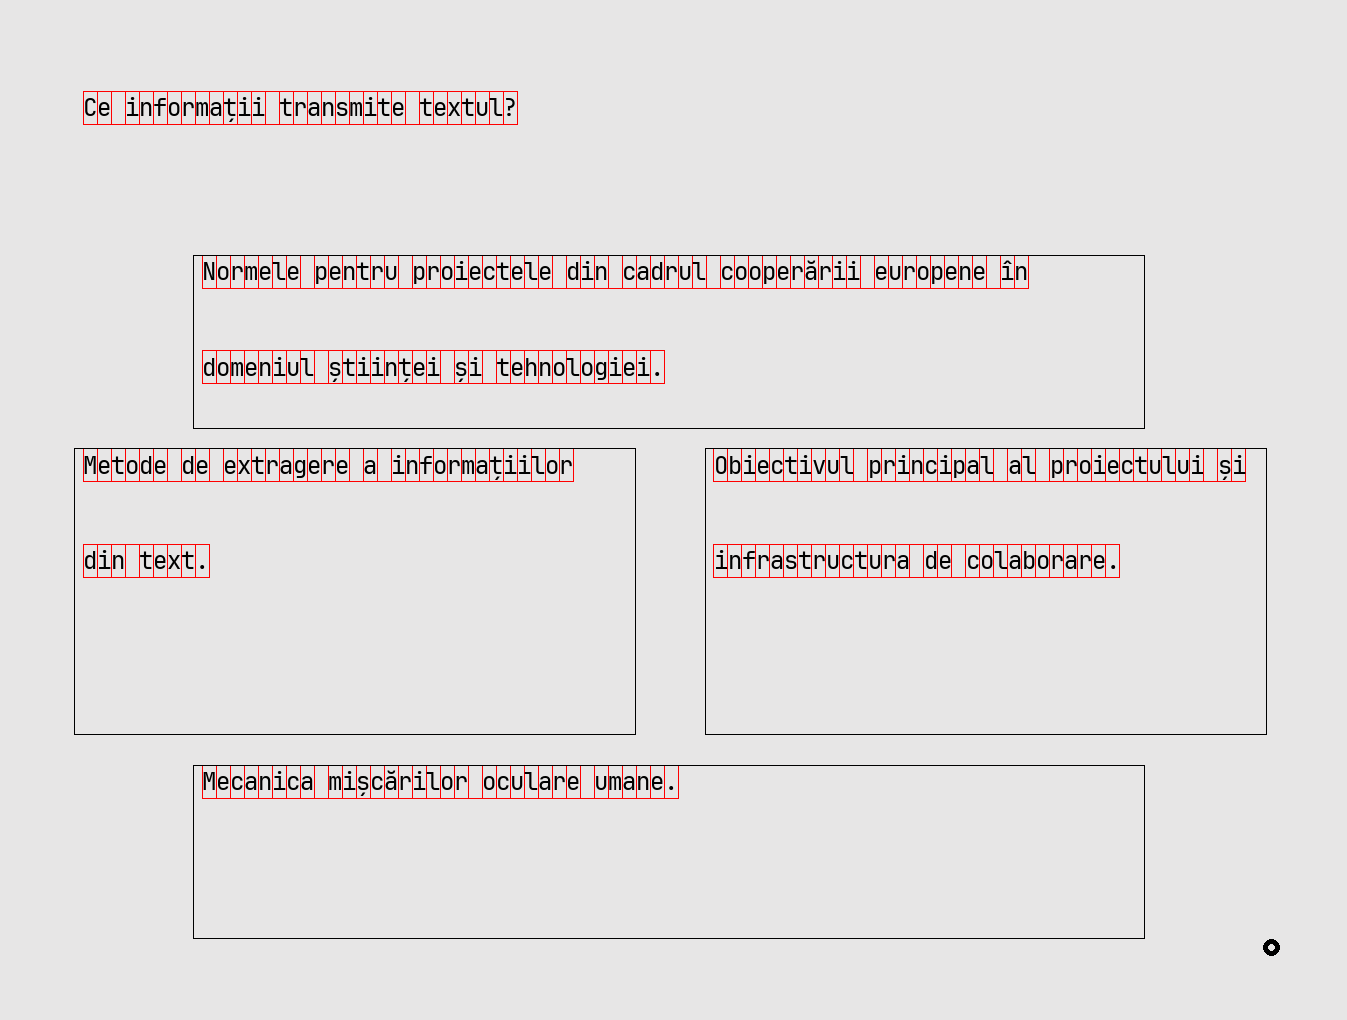 Ce informații transmite textul?
Normele pentru proiectele din cadrul cooperării europene în
domeniul științei și tehnologiei.
Metode de extragere a informațiilor
din text.
Obiectivul principal al proiectului și
infrastructura de colaborare.
Mecanica mișcărilor oculare umane.